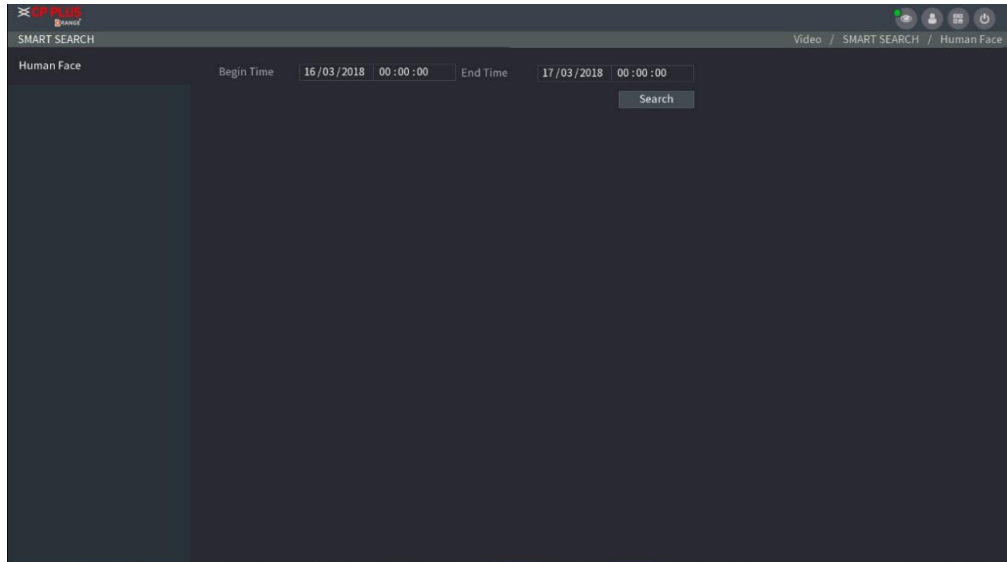 CP PLUS
ORANGE
SMART SEARCH
Video / SMART SEARCH / Human Face
Human Face
Begin Time 16/03/2018 00:00:00 End Time 17/03/2018 00:00:00
Search